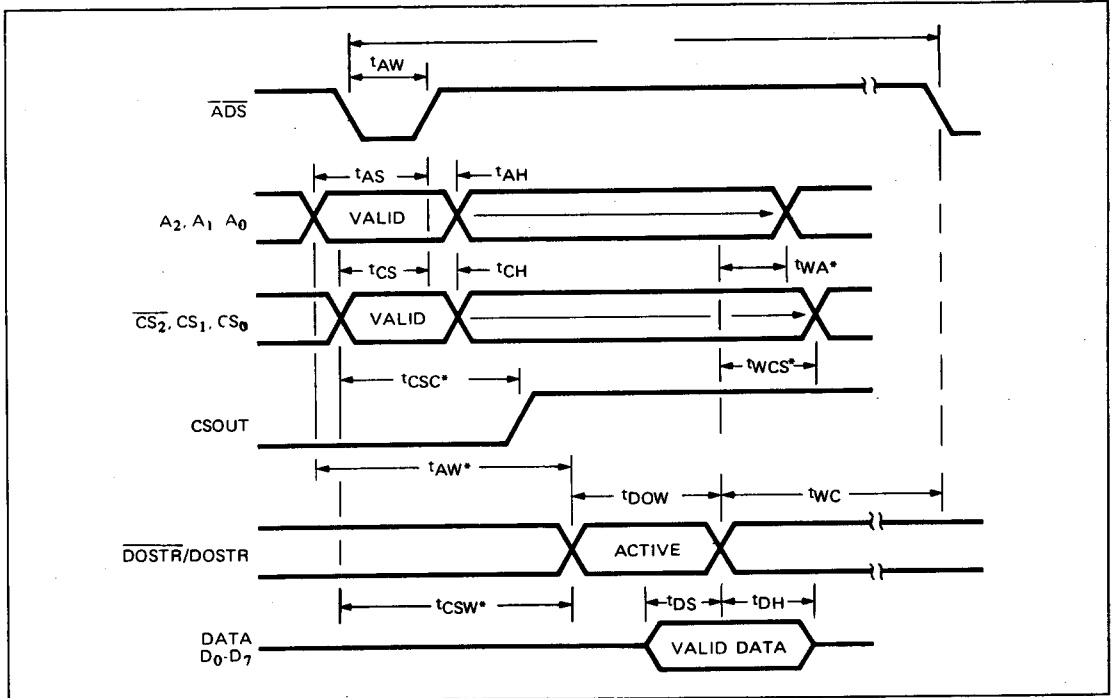 tAW
ADS
tAS
tAH
A2, A1 A0
VALID
tWA*
tCS
tCH
CS2, CS1, CS0
VALID
tWCS*
tCSC*
CSOUT
tAW*
tDOW
tWC
DOSTR/DOSTR
ACTIVE
tCSW*
tDS
tDH
DATA
D0-D7
VALID DATA